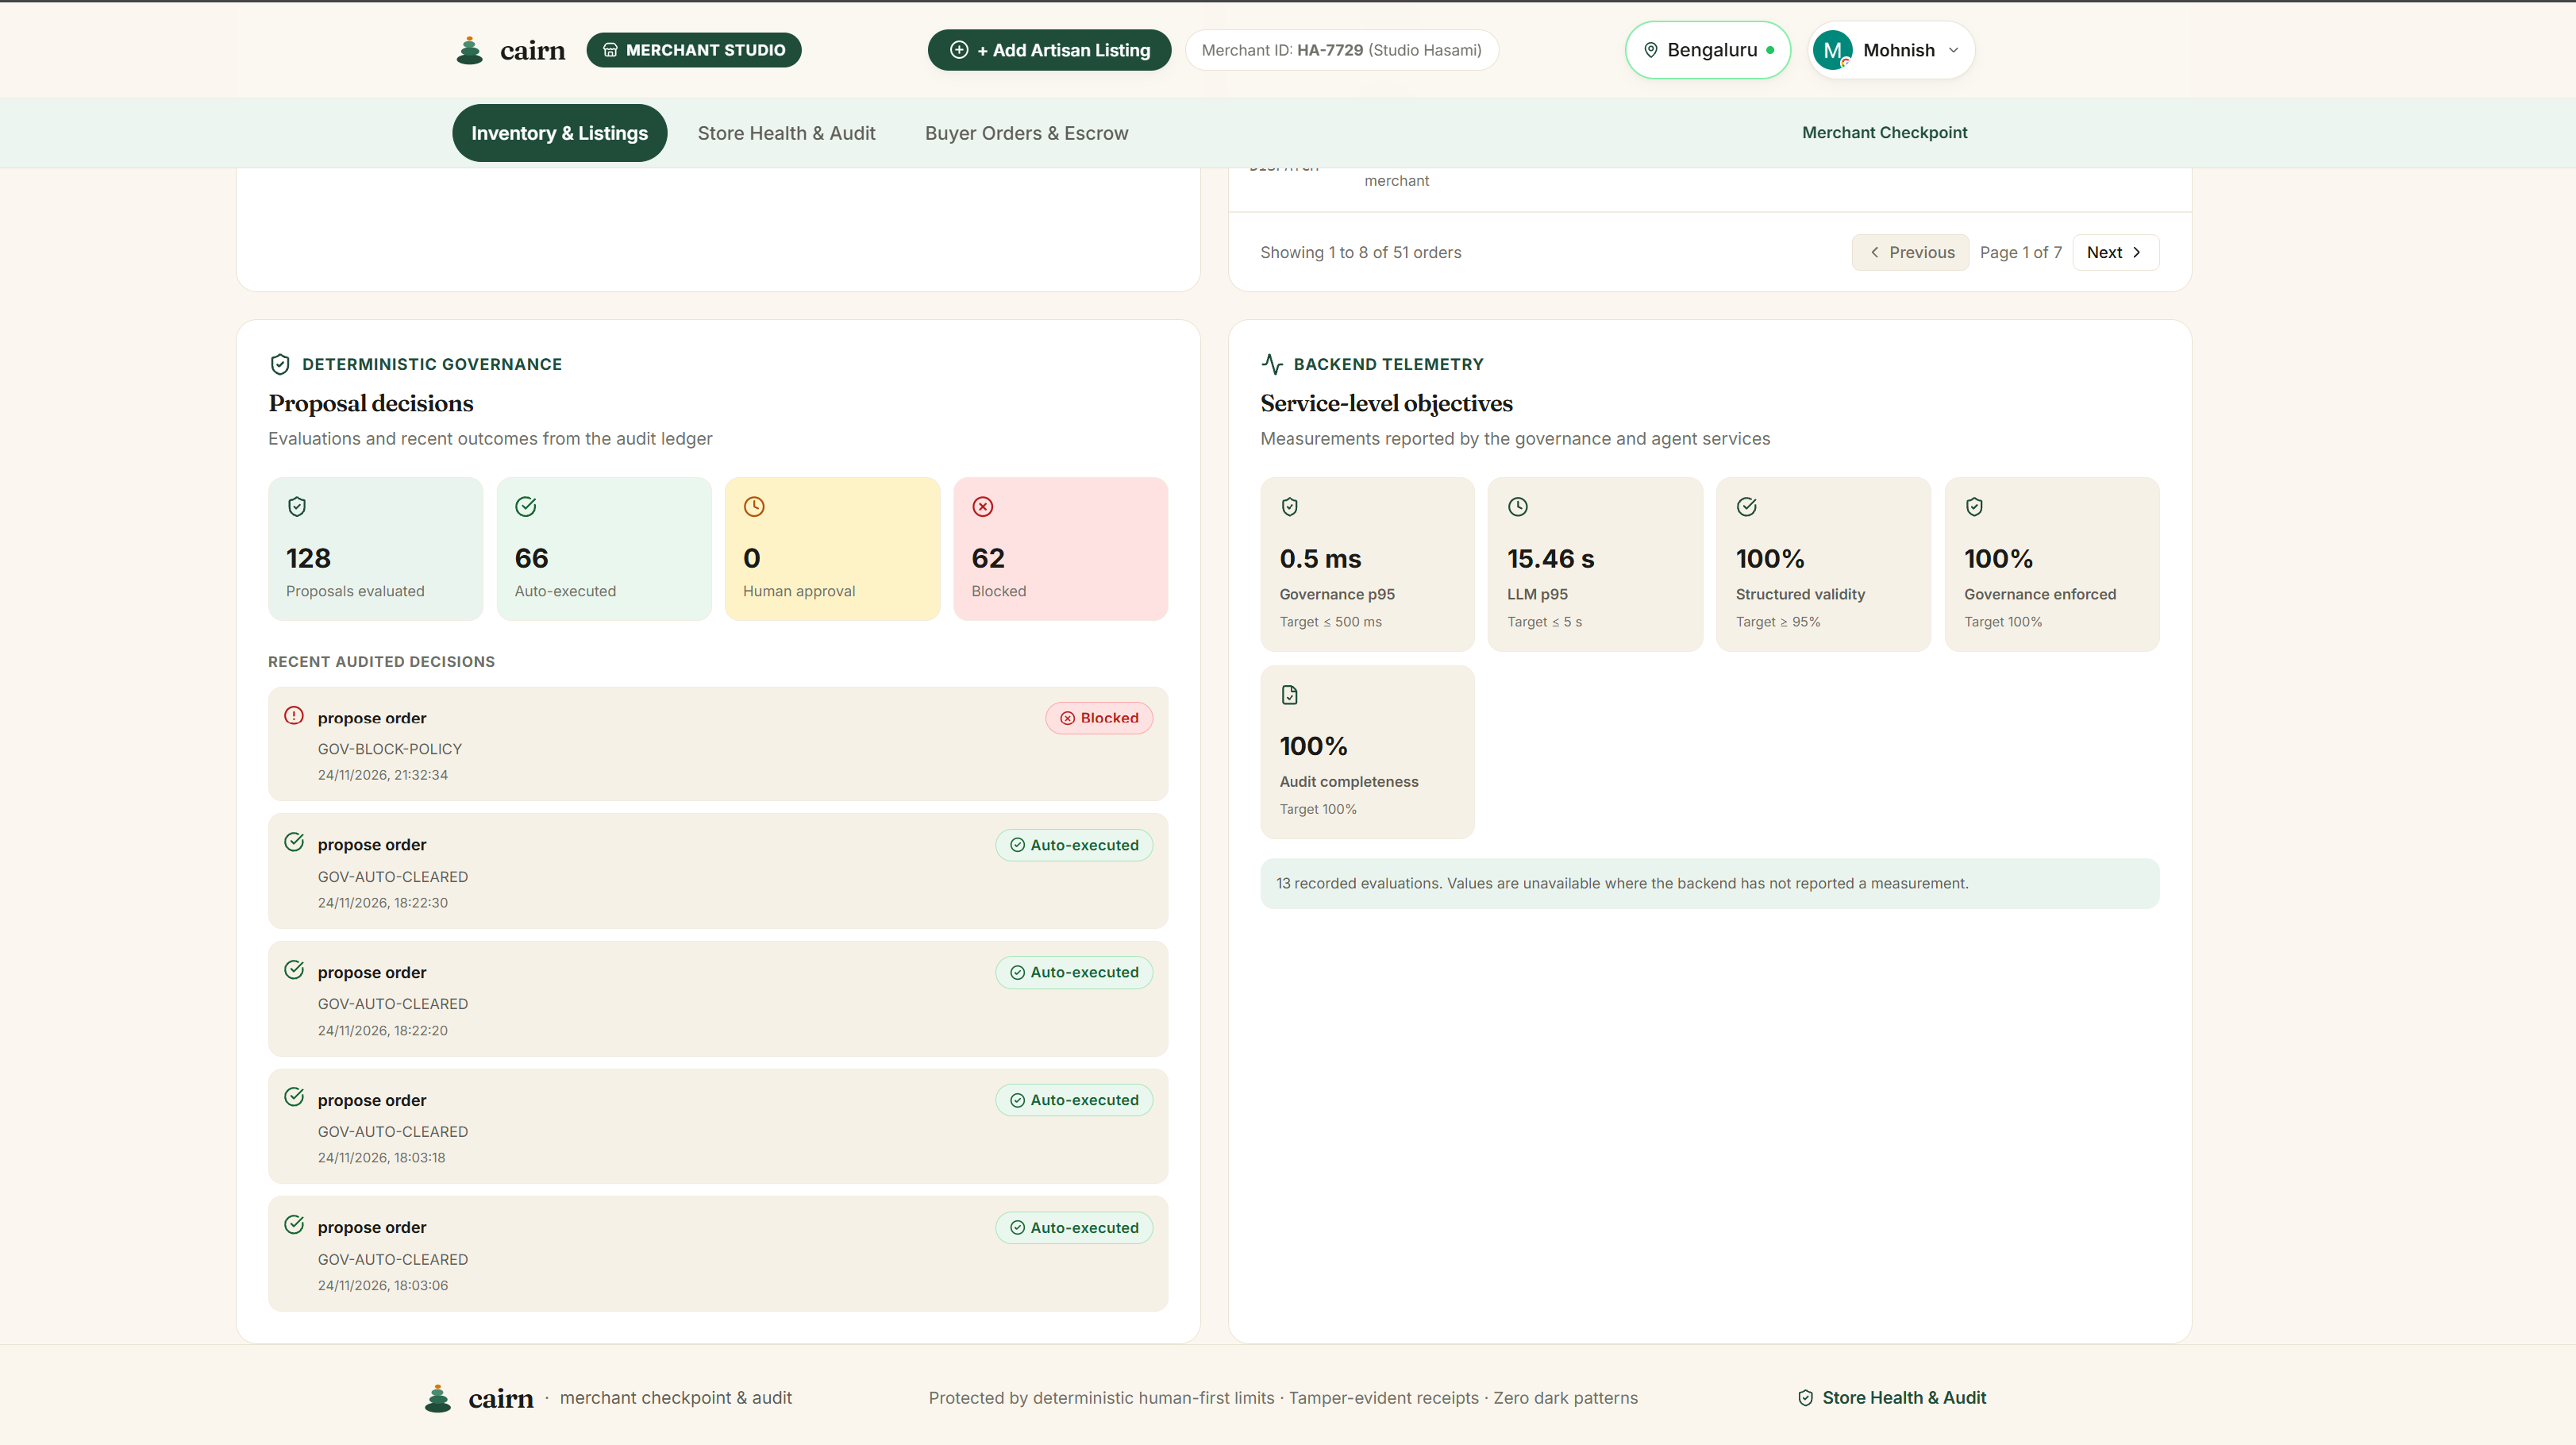 cairn
MERCHANT STUDIO
+ Add Artisan Listing
Merchant ID: HA-7729 (Studio Hasami)
Bengaluru
M
Mohnish
Inventory & Listings
Store Health & Audit
Buyer Orders & Escrow
Merchant Checkpoint
merchant
Showing 1 to 8 of 51 orders
Previous
Page 1 of 7
Next
DETERMINISTIC GOVERNANCE
Proposal decisions
Evaluations and recent outcomes from the audit ledger
128
Proposals evaluated
66
Auto-executed
0
Human approval
62
Blocked
RECENT AUDITED DECISIONS
propose order
Blocked
GOV-BLOCK-POLICY
24/11/2026, 21:32:34
propose order
Auto-executed
GOV-AUTO-CLEARED
24/11/2026, 18:22:30
propose order
Auto-executed
GOV-AUTO-CLEARED
24/11/2026, 18:22:20
propose order
Auto-executed
GOV-AUTO-CLEARED
24/11/2026, 18:03:18
propose order
Auto-executed
GOV-AUTO-CLEARED
24/11/2026, 18:03:06
BACKEND TELEMETRY
Service-level objectives
Measurements reported by the governance and agent services
0.5 ms
Governance p95
Target ≤ 500 ms
15.46 s
LLM p95
Target ≤ 5 s
100%
Structured validity
Target ≥ 95%
100%
Governance enforced
Target 100%
100%
Audit completeness
Target 100%
13 recorded evaluations. Values are unavailable where the backend has not reported a measurement.
cairn · merchant checkpoint & audit
Protected by deterministic human-first limits · Tamper-evident receipts · Zero dark patterns
Store Health & Audit